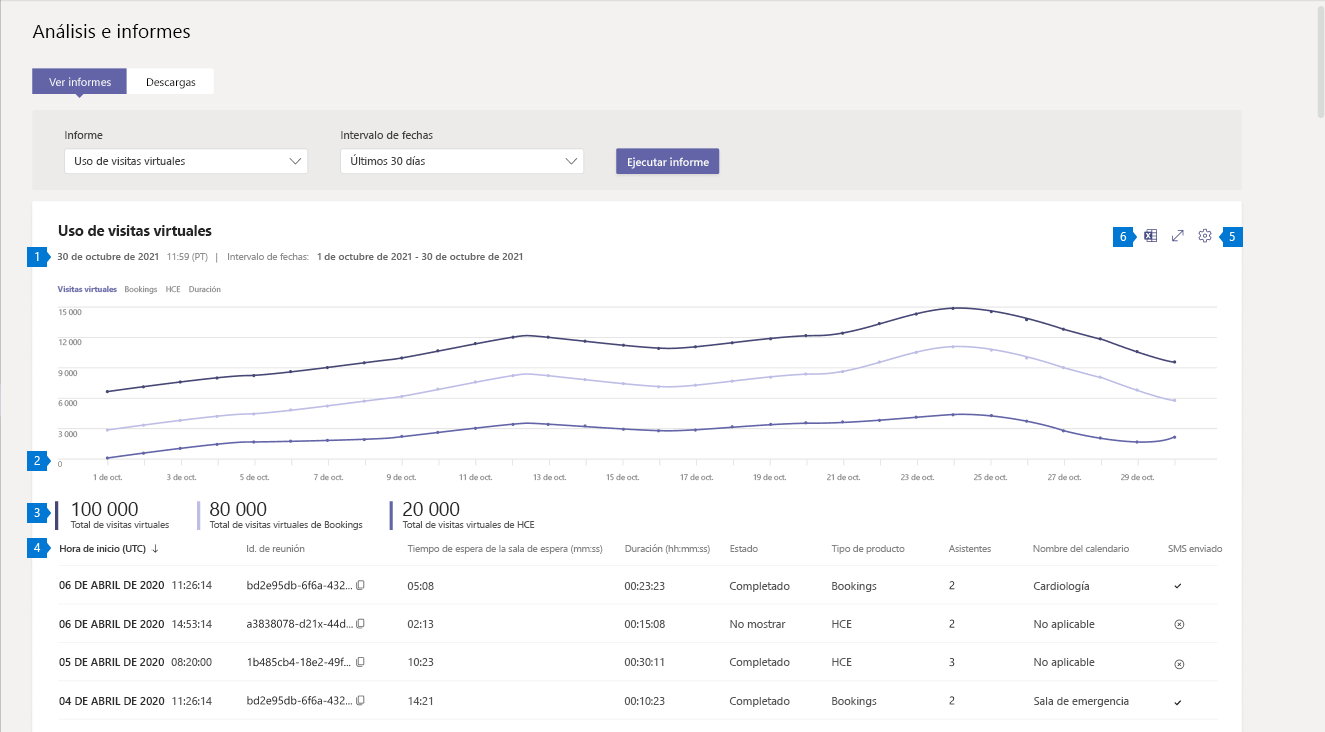 Análisis e informes
Ver informes Descargas
Informe Intervalo de fechas
Uso de visitas virtuales Últimos 30 días Ejecutar informe
Uso de visitas virtuales
6 5
1 30 de octubre de 2021 11:59 (PT) | Intervalo de fechas: 1 de octubre de 2021 - 30 de octubre de 2021
Visitas virtuales Bookings HCE Duración
15 000
12 000
9 000
6 000
3 000
2 0
1 de oct. 3 de oct. 5 de oct. 7 de oct. 9 de oct. 11 de oct. 13 de oct. 15 de oct. 17 de oct. 19 de oct. 21 de oct. 23 de oct. 25 de oct. 27 de oct. 29 de oct.
3 100 000 80 000 20 000
Total de visitas virtuales Total de visitas virtuales de Bookings Total de visitas virtuales de HCE
4 Hora de inicio (UTC) ↓ Id. de reunión Tiempo de espera de la sala de espera (mm:ss) Duración (hh:mm:ss) Estado Tipo de producto Asistentes Nombre del calendario SMS enviado
06 DE ABRIL DE 2020 11:26:14 bd2e95db-6f6a-432... 05:08 00:23:23 Completado Bookings 2 Cardiología
06 DE ABRIL DE 2020 14:53:14 a3838078-d21x-44d... 02:13 00:15:08 No mostrar HCE 2 No aplicable
05 DE ABRIL DE 2020 08:20:00 1b485cb4-18e2-49f... 10:23 00:30:11 Completado HCE 3 No aplicable
04 DE ABRIL DE 2020 11:26:14 bd2e95db-6f6a-432... 14:21 00:10:23 Completado Bookings 2 Sala de emergencia